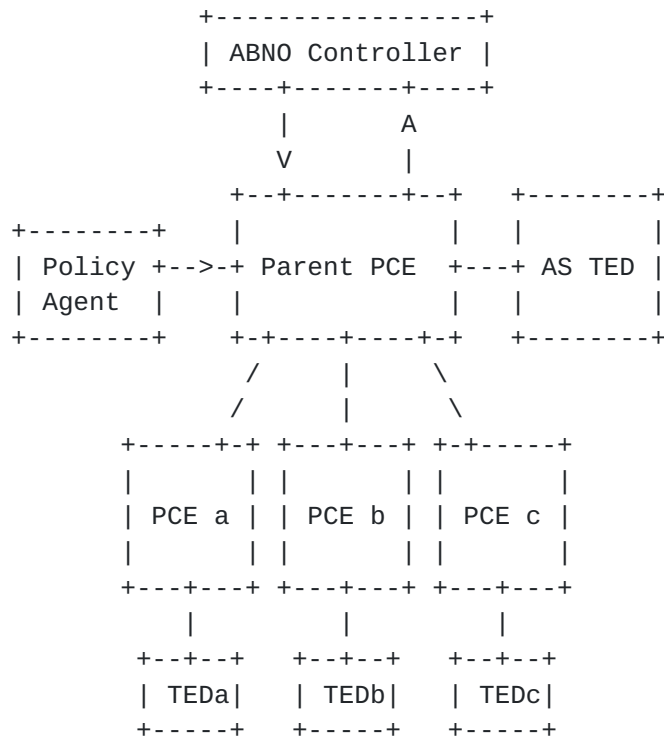 ABNO Controller
A
V
Policy Parent PCE AS TED
Agent
PCE a PCE b PCE c
TEDa TEDb TEDc